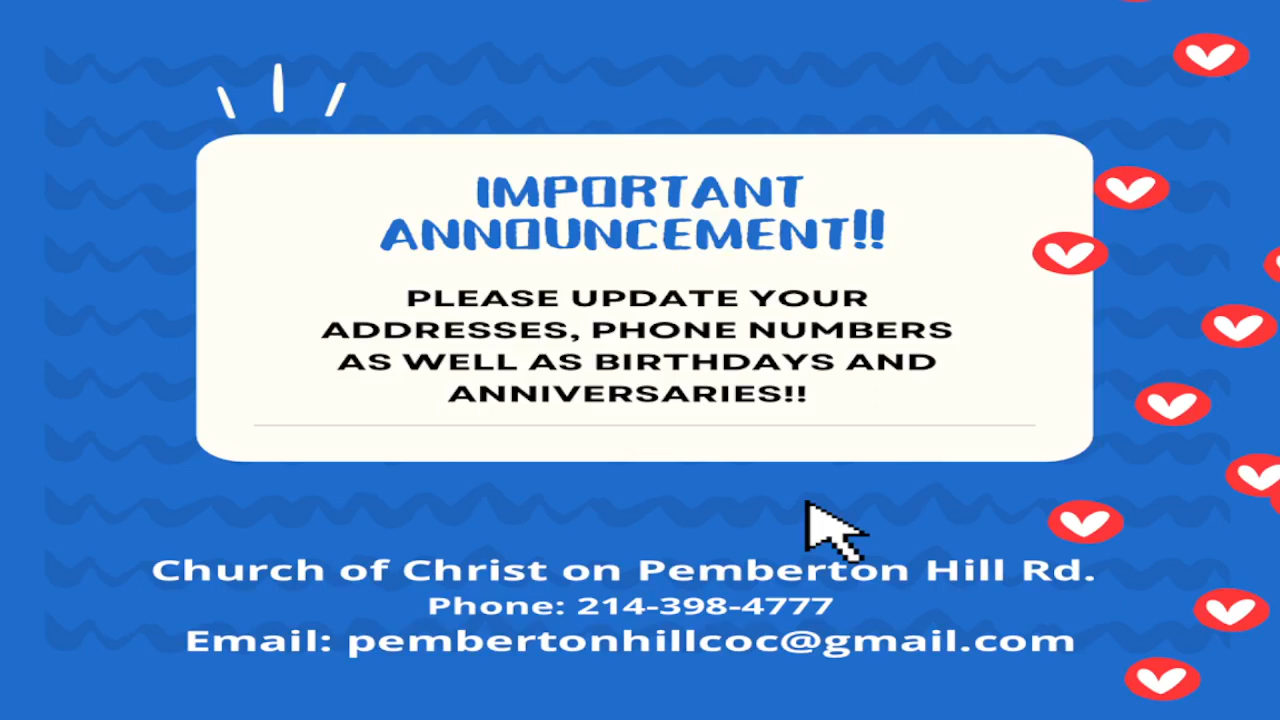 IMPORTANT
ANNOUNCEMENT!!
PLEASE UPDATE YOUR
ADDRESSES, PHONE NUMBERS
AS WELL AS BIRTHDAYS AND
ANNIVERSARIES!!
Church of Christ on Pemberton Hill Rd.
Phone: 214-398-4777
Email: pembertonhillcoc@gmail.com